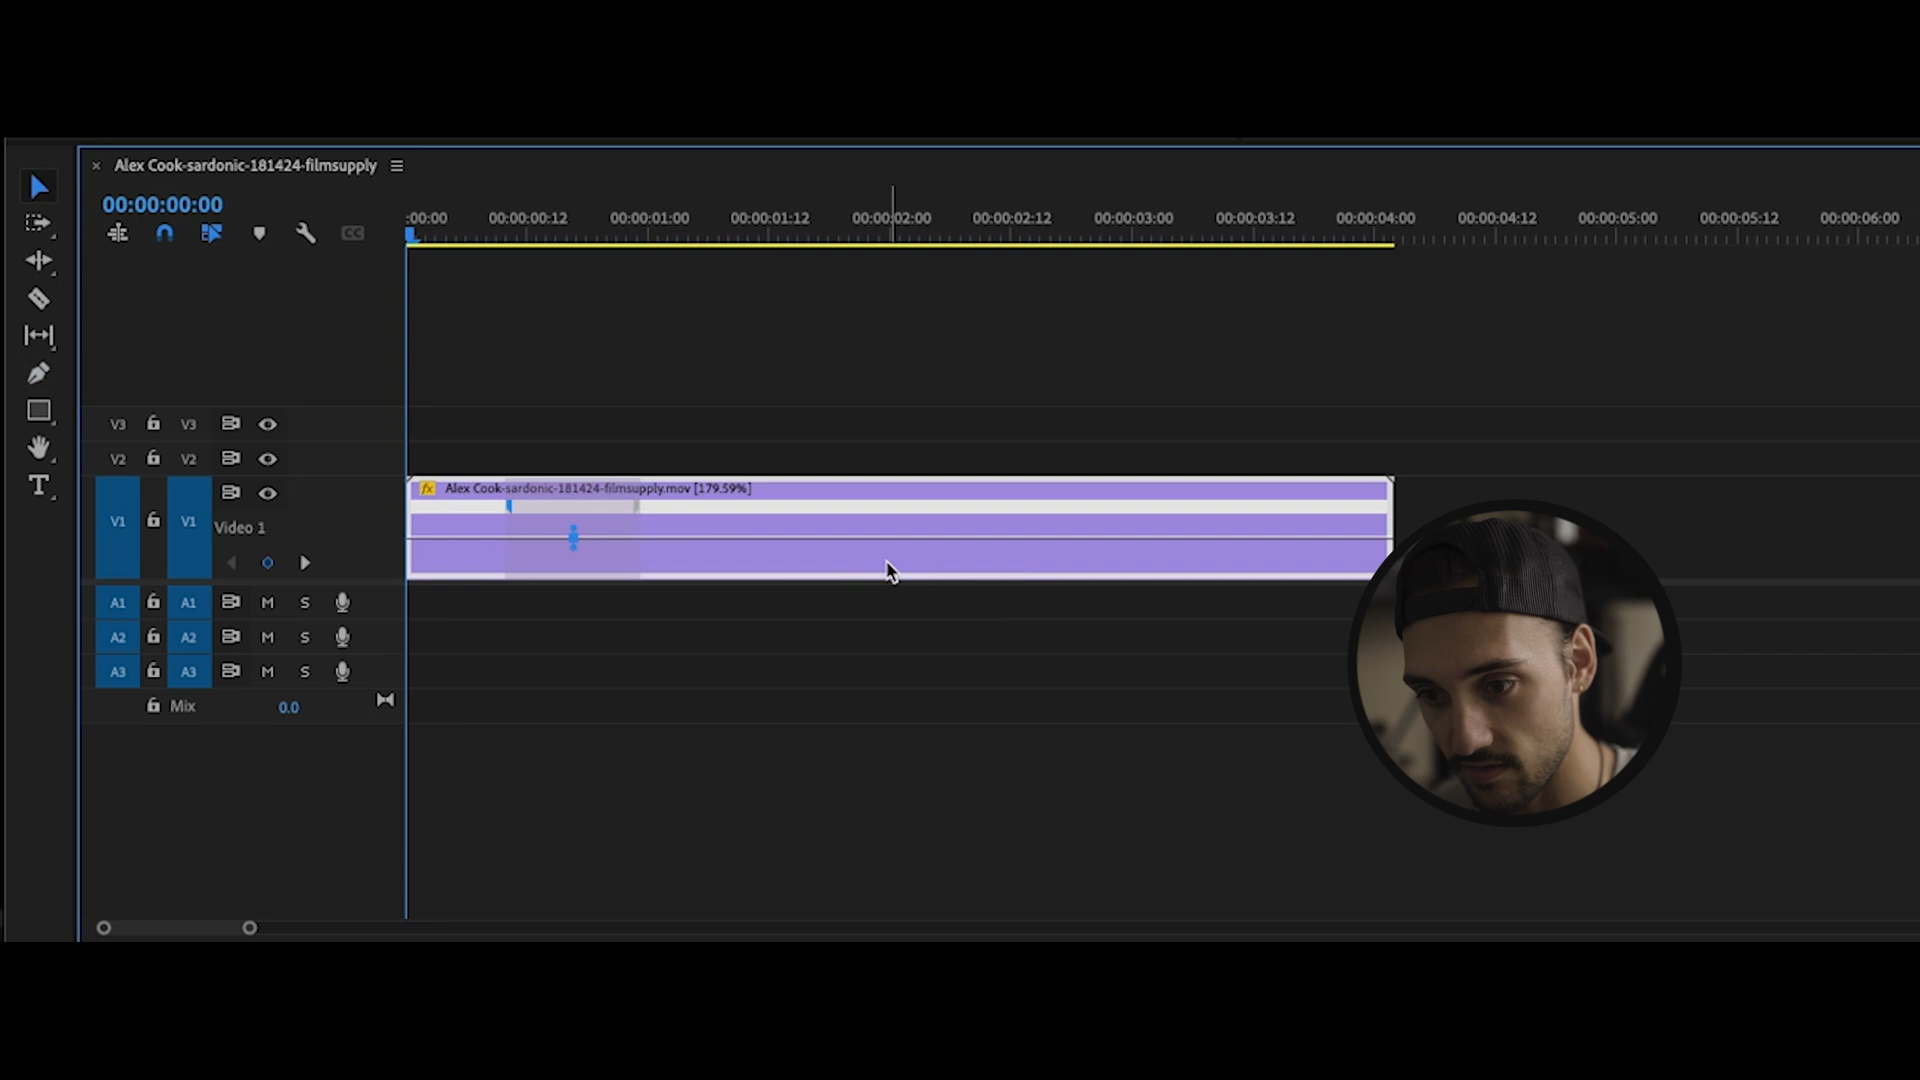 × Alex Cook-sardonic-181424-filmsupply
00:00:00:00
:00:00 00:00:00:12 00:00:01:00 00:00:01:12 00:00:02:00 00:00:02:12 00:00:03:00 00:00:03:12 00:00:04:00 00:00:04:12 00:00:05:00 00:00:05:12 00:00:06:00
CC
V3 V3
V2 V2
fx Alex Cook-sardonic-181424-filmsupply.mov [179.59%]
V1 V1 Video 1
A1 A1 M S
A2 A2 M S
A3 A3 M S
Mix 0.0
T